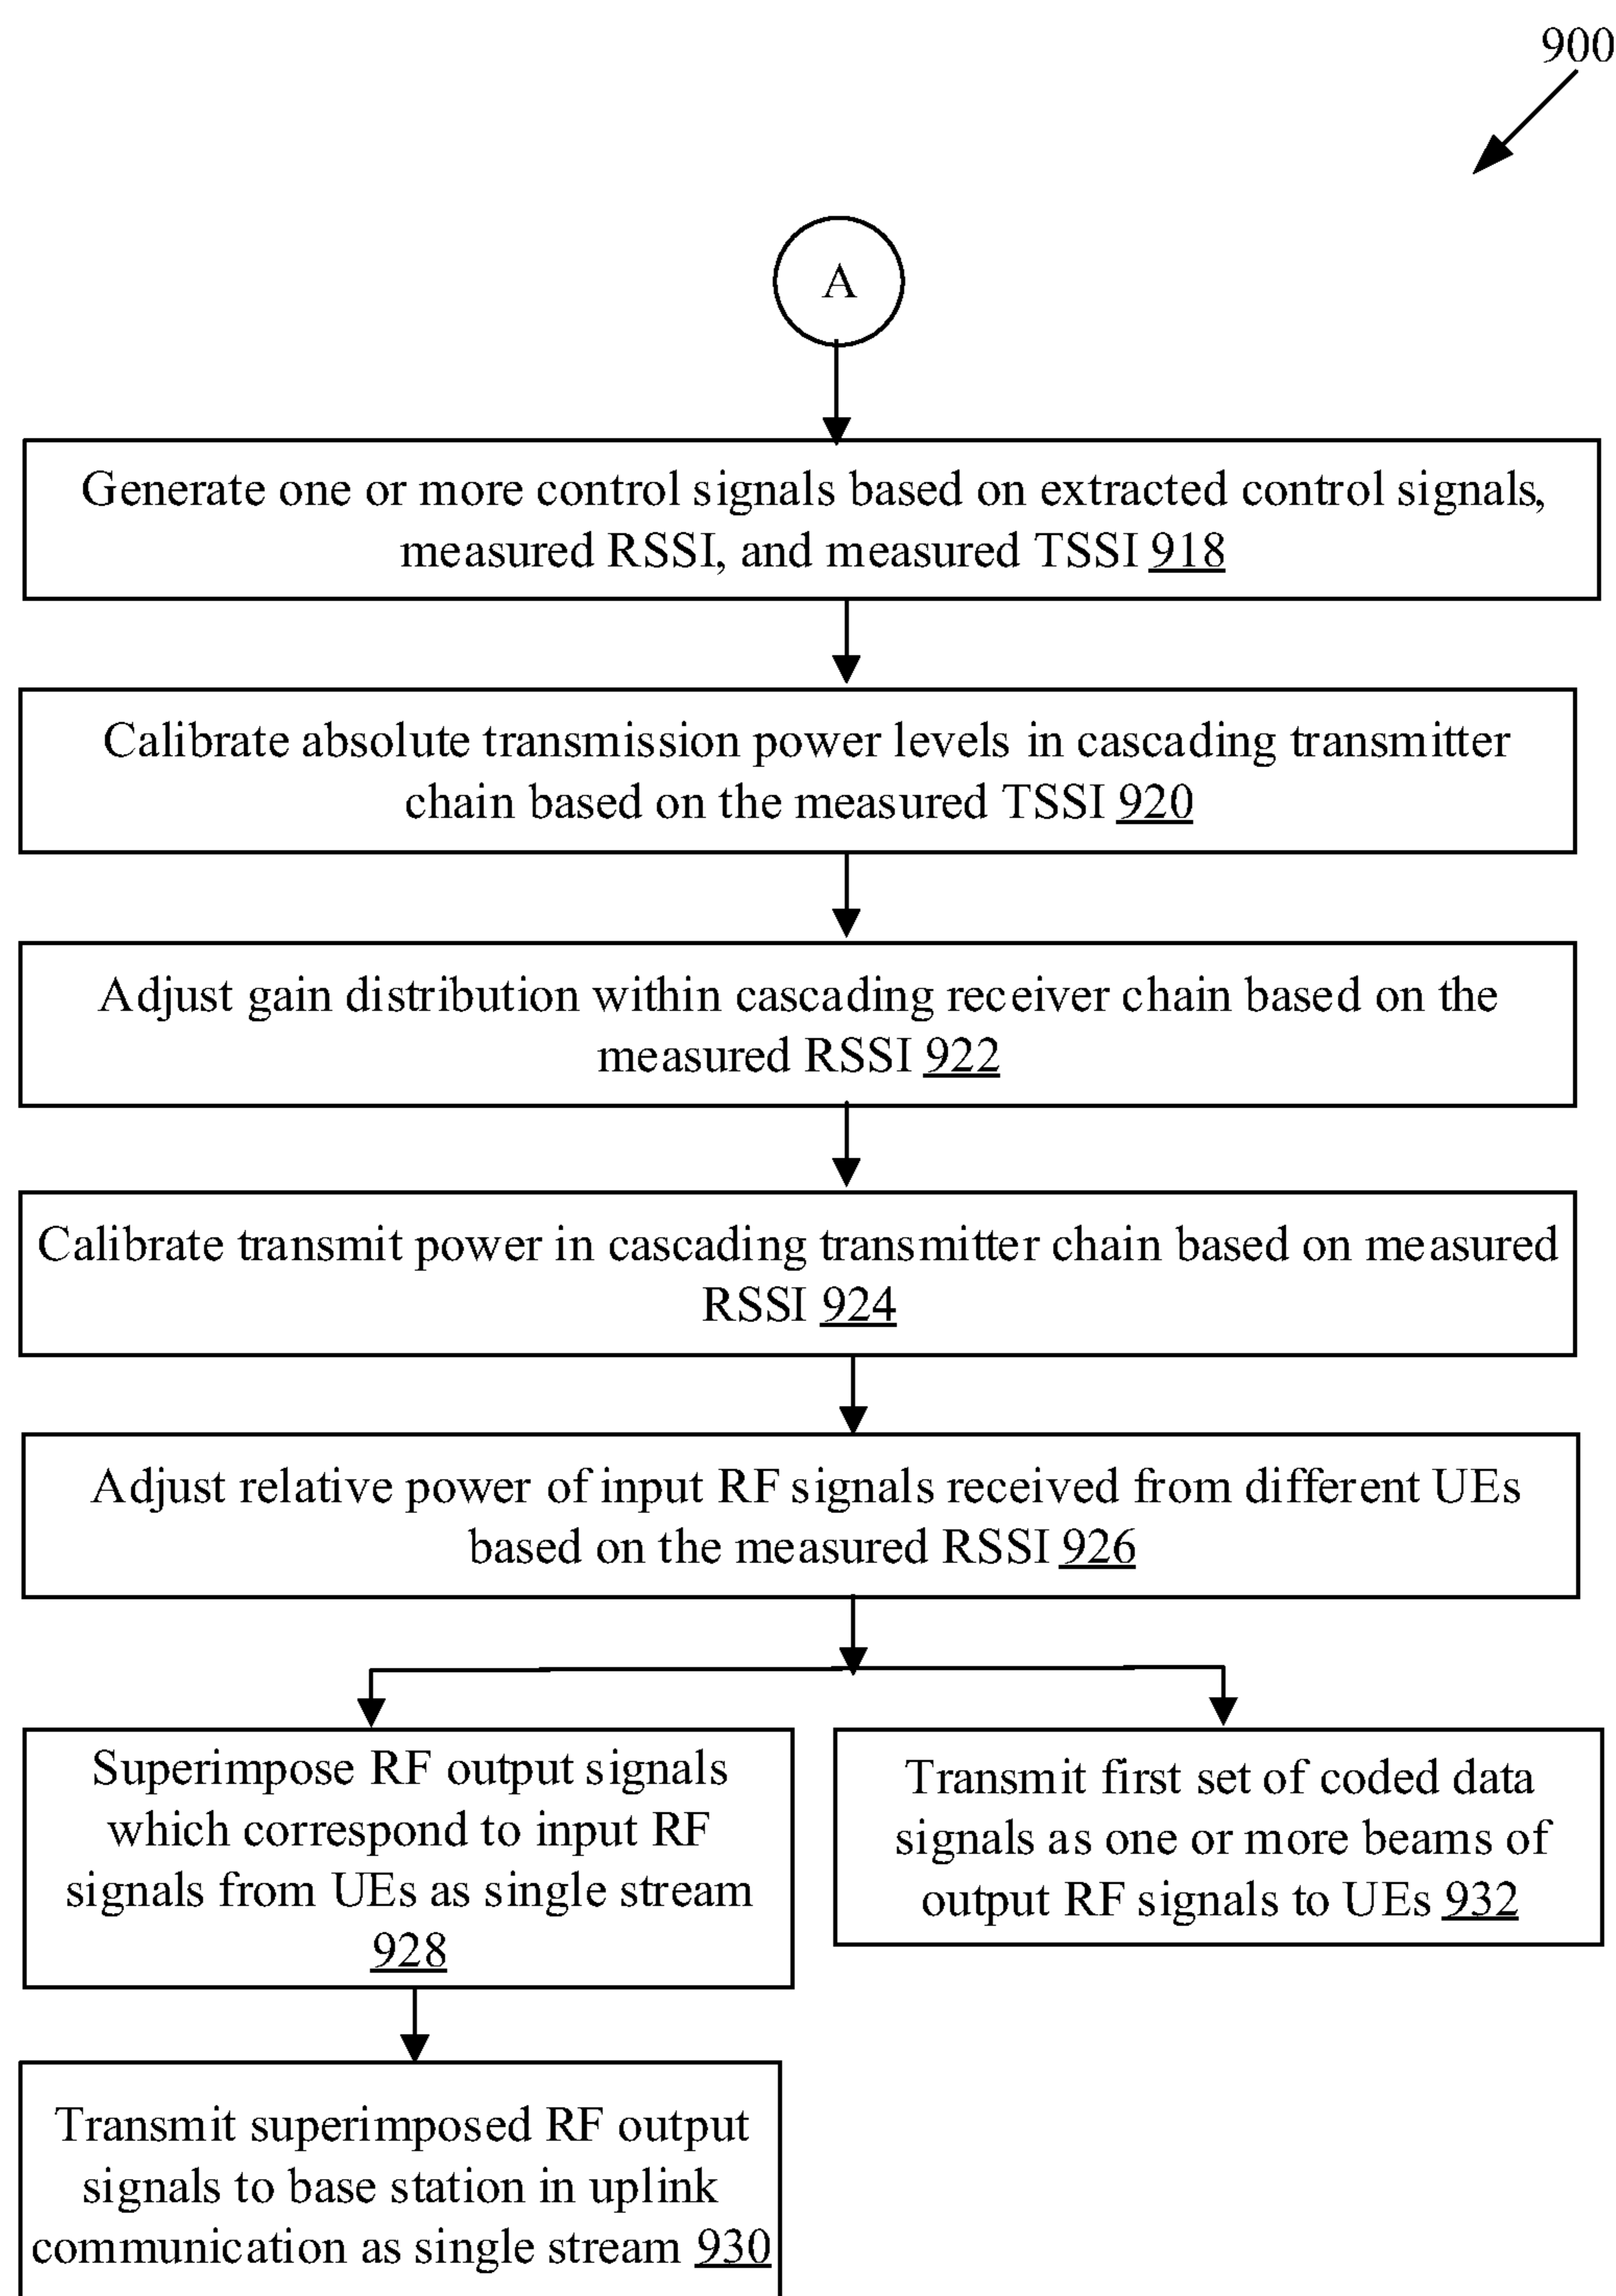 900
A
Generate one or more control signals based on extracted control signals,
measured RSSI, and measured TSSI 918
Calibrate absolute transmission power levels in cascading transmitter
chain based on the measured TSSI 920
Adjust gain distribution within cascading receiver chain based on the
measured RSSI 922
Calibrate transmit power in cascading transmitter chain based on measured
RSSI 924
Adjust relative power of input RF signals received from different UEs
based on the measured RSSI 926
Superimpose RF output signals
which correspond to input RF
signals from UEs as single stream
928
Transmit first set of coded data
signals as one or more beams of
output RF signals to UEs 932
Transmit superimposed RF output
signals to base station in uplink
communication as single stream 930